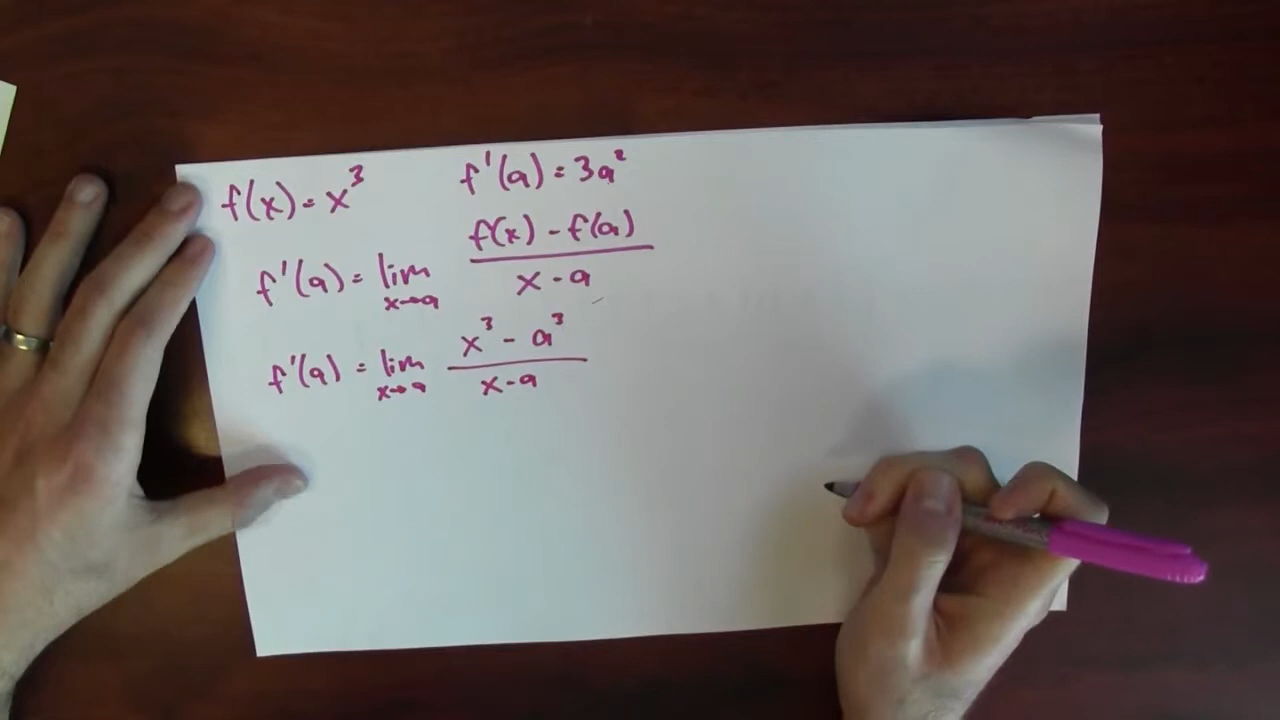 f(x) = x³
f'(a) = 3a²
f'(a) = lim x→a (f(x) - f(a)) / (x - a)
f'(a) = lim x→a (x³ - a³) / (x - a)